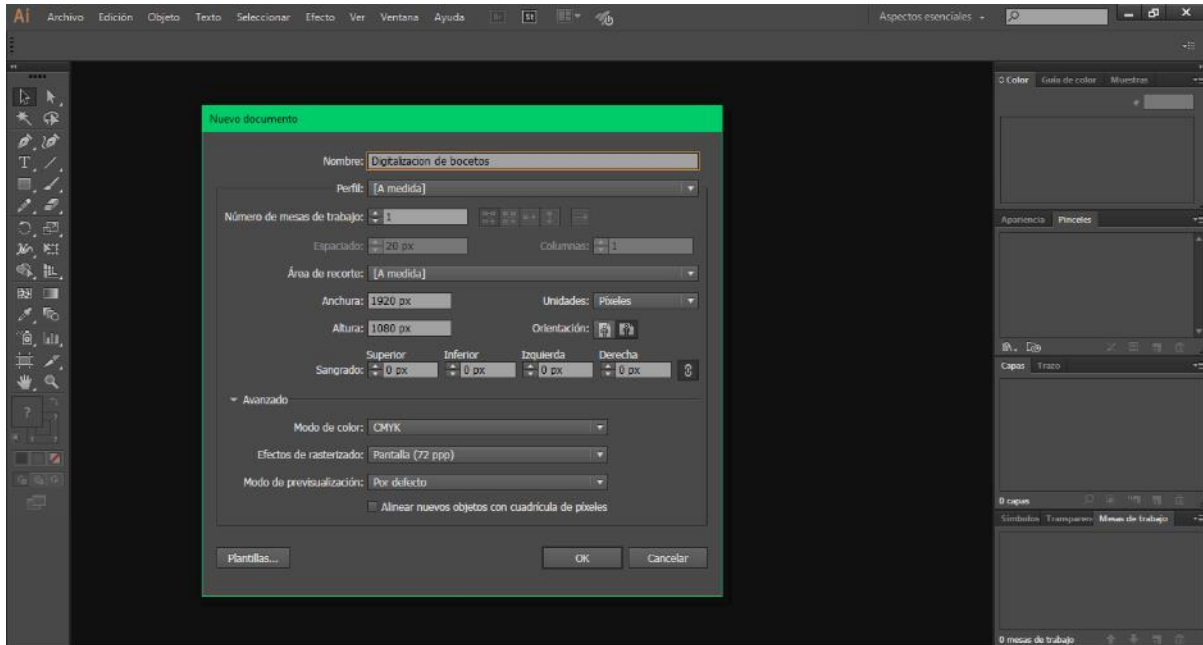 Ai Archivo Edición Objeto Texto Seleccionar Efecto Ver Ventana Ayuda Br St Aspectos esenciales
Color Guía de color Muestras
#
Nuevo documento
Nombre: Digitalizacion de bocetos
Perfil: [A medida]
Número de mesas de trabajo: 1
Espaciado: 20 px Columnas: 1
Área de recorte: [A medida]
Anchura: 1920 px Unidades: Píxeles
Altura: 1080 px Orientación:
Superior Inferior Izquierda Derecha
Sangrado: 0 px 0 px 0 px 0 px
Avanzado
Modo de color: CMYK
Efectos de rasterizado: Pantalla (72 ppp)
Modo de previsualización: Por defecto
Alinear nuevos objetos con cuadrícula de píxeles
Plantillas... OK Cancelar
Apariencia Pinceles
Capas Trazo
0 capas
Símbolos Transparen Mesas de trabajo
0 mesas de trabajo
T
?